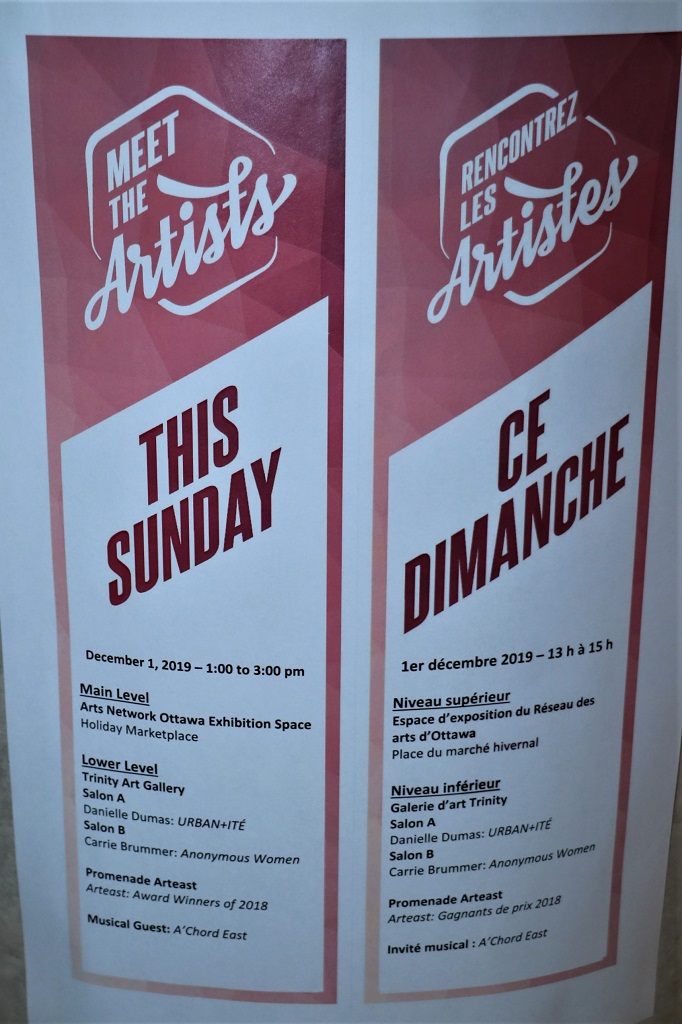 MEET
THE
Artists
THIS
SUNDAY
December 1, 2019 – 1:00 to 3:00 pm
Main Level
Arts Network Ottawa Exhibition Space
Holiday Marketplace
Lower Level
Trinity Art Gallery
Salon A
Danielle Dumas: URBAN+ITÉ
Salon B
Carrie Brummer: Anonymous Women
Promenade Arteast
Arteast: Award Winners of 2018
Musical Guest: A'Chord East
RENCONTREZ
LES
Artistes
CE
DIMANCHE
1er décembre 2019 – 13 h à 15 h
Niveau supérieur
Espace d'exposition du Réseau des
arts d'Ottawa
Place du marché hivernal
Niveau inférieur
Galerie d'art Trinity
Salon A
Danielle Dumas: URBAN+ITÉ
Salon B
Carrie Brummer: Anonymous Women
Promenade Arteast
Arteast: Gagnants de prix 2018
Invité musical : A'Chord East